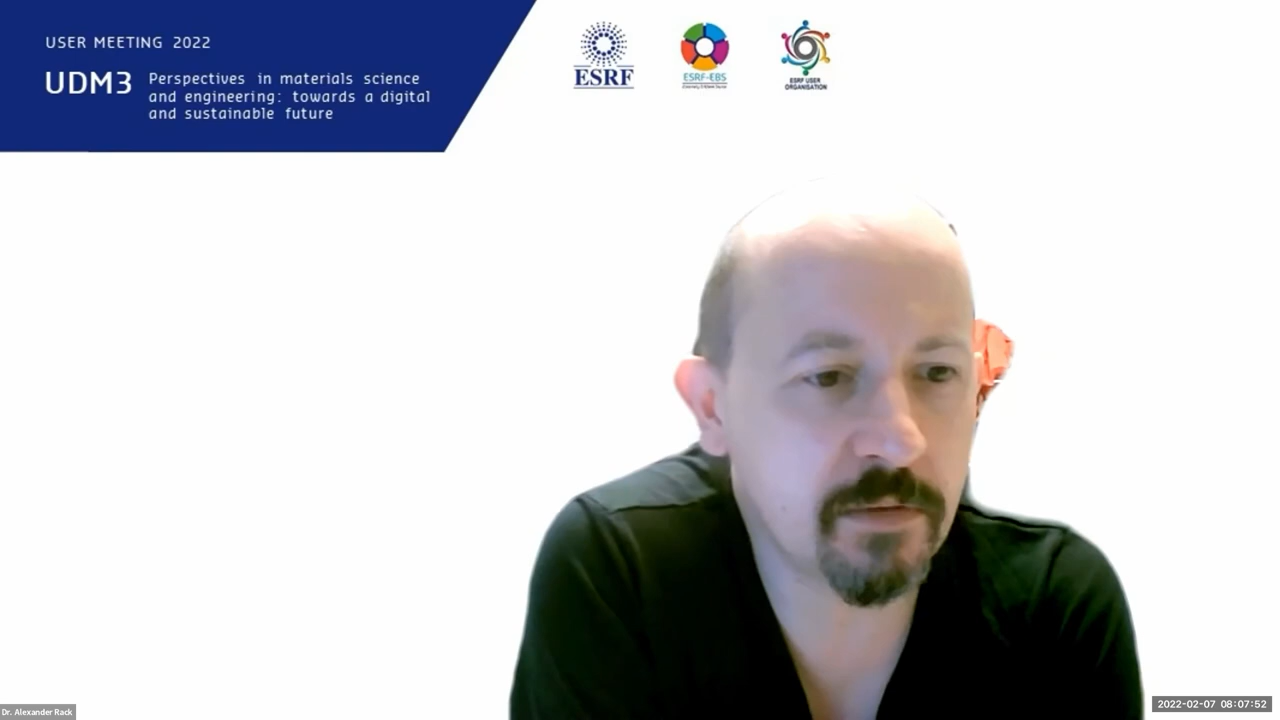 USER MEETING 2022
UDM3
Perspectives in materials science
and engineering: towards a digital
and sustainable future
ESRF
ESRF-EBS
ESRF USER
ORGANISATION
Dr. Alexander Rack
2022-02-07 08:07:52